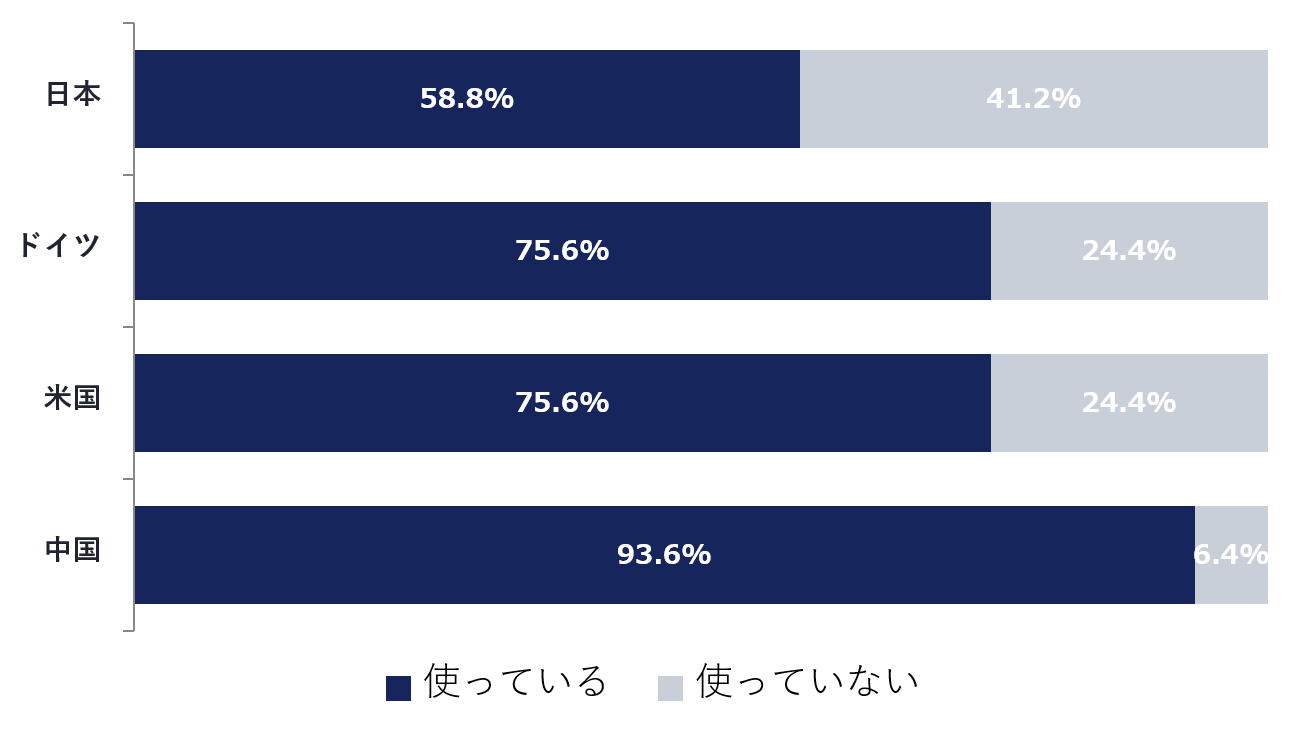 日本 58.8% 41.2%
ドイツ 75.6% 24.4%
米国 75.6% 24.4%
中国 93.6% 6.4%
使っている 使っていない